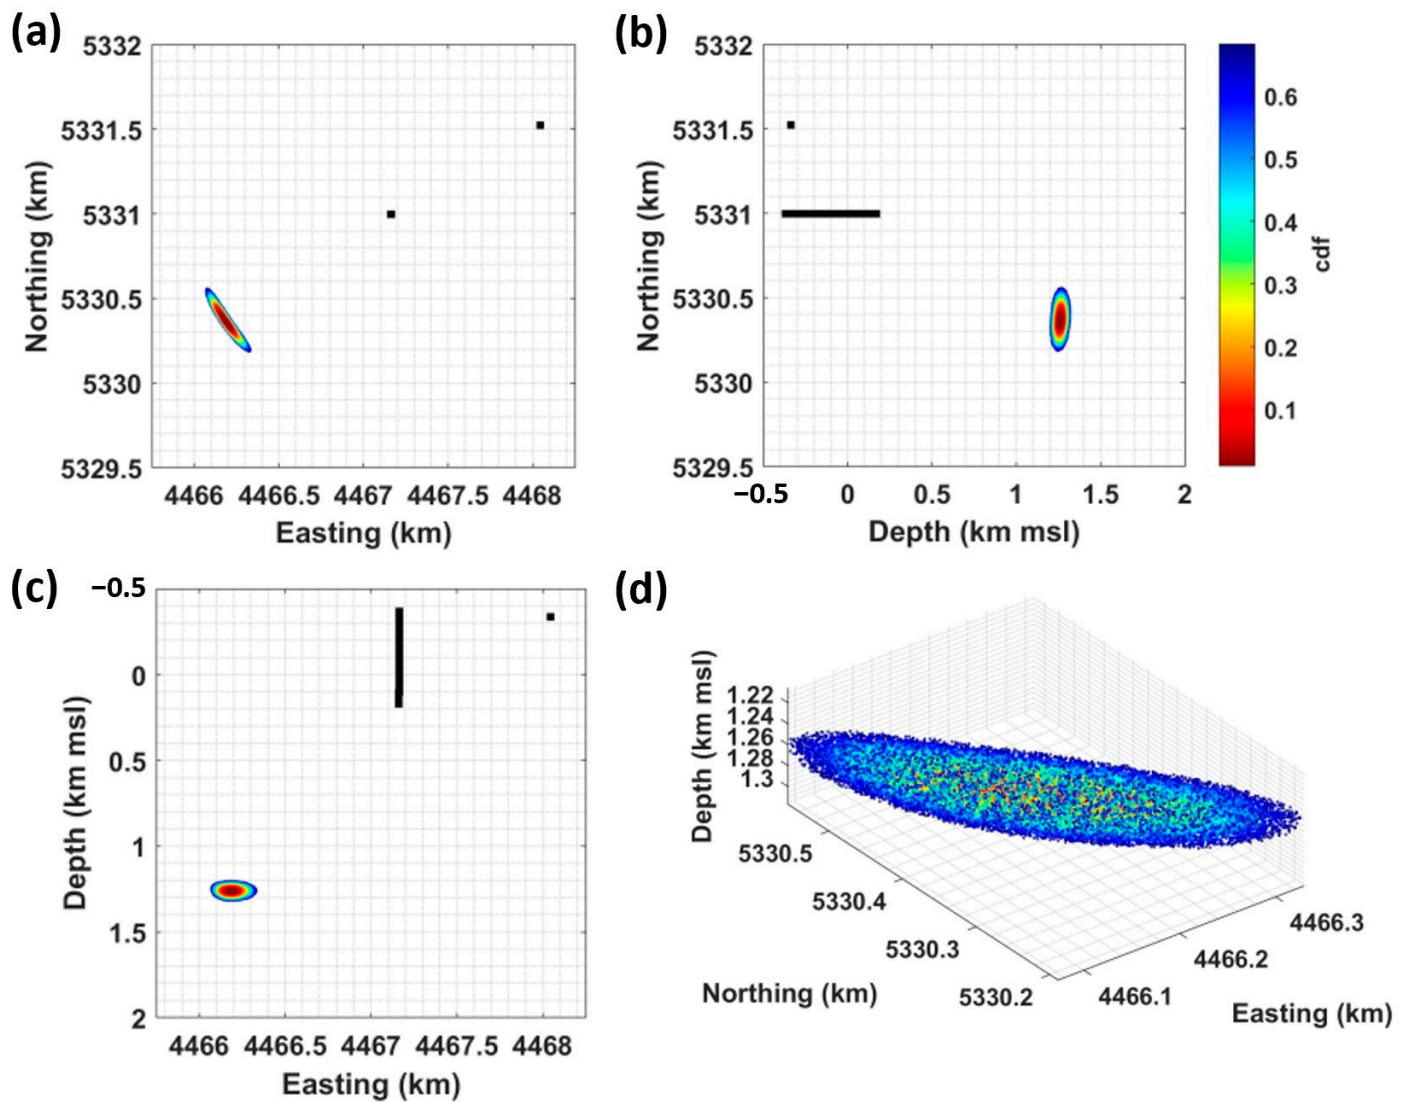 (a)
5332
5331.5
5331
5330.5
5330
5329.5
Northing (km)
4466 4466.5 4467 4467.5 4468
Easting (km)
(b)
5332
5331.5
5331
5330.5
5330
5329.5
Northing (km)
−0.5 0 0.5 1 1.5 2
Depth (km msl)
0.6
0.5
0.4
0.3
0.2
0.1
cdf
(c)
−0.5
0
0.5
1
1.5
2
Depth (km msl)
4466 4466.5 4467 4467.5 4468
Easting (km)
(d)
1.22
1.24
1.26
1.28
1.3
Depth (km msl)
5330.5
5330.4
5330.3
5330.2
Northing (km)
4466.3
4466.2
4466.1
Easting (km)